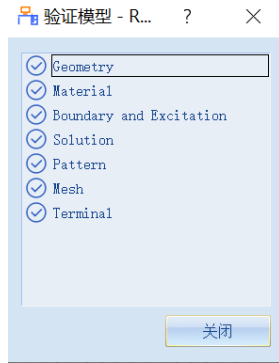 验证模型 - R...
Geometry
Material
Boundary and Excitation
Solution
Pattern
Mesh
Terminal
关闭